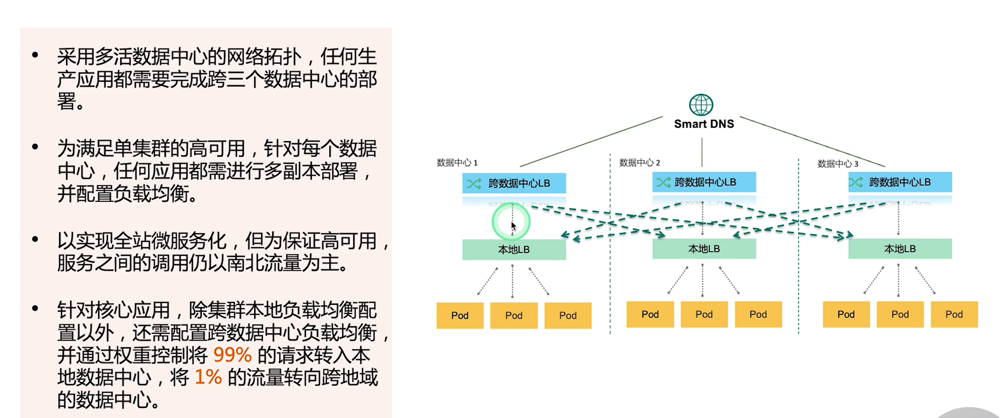 • 采用多活数据中心的网络拓扑，任何生
产应用都需要完成跨三个数据中心的部
署。
• 为满足单集群的高可用，针对每个数据
中心，任何应用都需进行多副本部署，
并配置负载均衡。
• 以实现全站微服务化，但为保证高可用，
服务之间的调用仍以南北流量为主。
• 针对核心应用，除集群本地负载均衡配
置以外，还需配置跨数据中心负载均衡，
并通过权重控制将 99% 的请求转入本
地数据中心，将 1% 的流量转向跨地域
的数据中心。
Smart DNS
数据中心 1
数据中心 2
数据中心 3
跨数据中心LB
跨数据中心LB
跨数据中心LB
本地LB
本地LB
本地LB
Pod
Pod
Pod
Pod
Pod
Pod
Pod
Pod
Pod